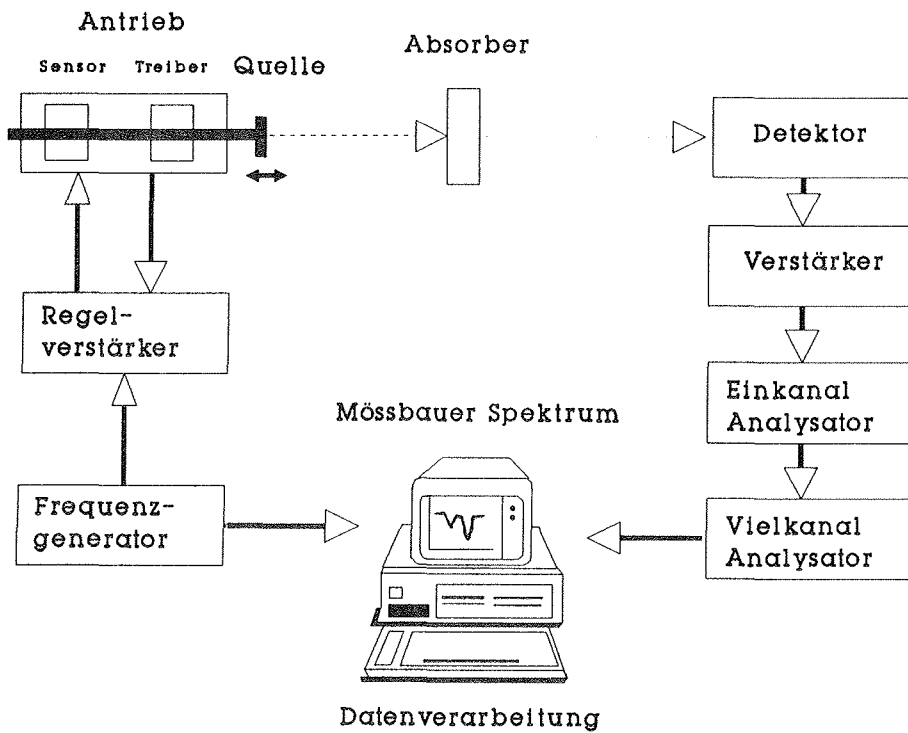 Antrieb
Sensor Treiber
Quelle
Absorber
Detektor
Verstärker
Einkanal
Analysator
Vielkanal
Analysator
Regel-
verstärker
Frequenz-
generator
Mössbauer Spektrum
Datenverarbeitung